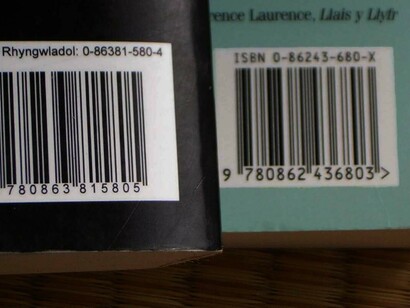 Rhyngwladol: 0-86381-580-4
780863 815805
rence Laurence, Llais y Llyfr
ISBN 0-86243-680-X
9 780862 436803 >